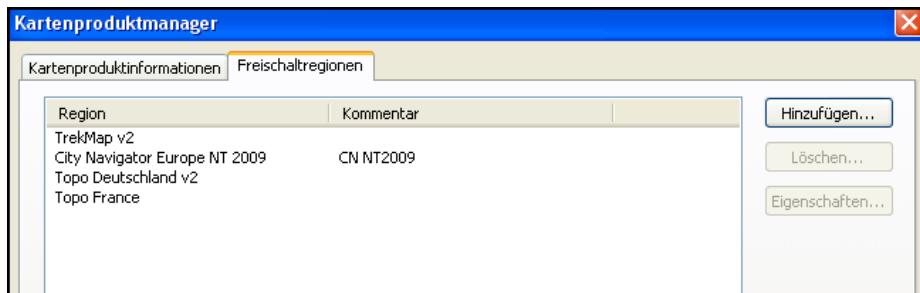 Kartenproduktmanager
Kartenproduktinformationen Freischaltregionen
Region Kommentar Hinzufügen...
TrekMap v2
City Navigator Europe NT 2009 CN NT2009 Löschen...
Topo Deutschland v2
Topo France Eigenschaften...